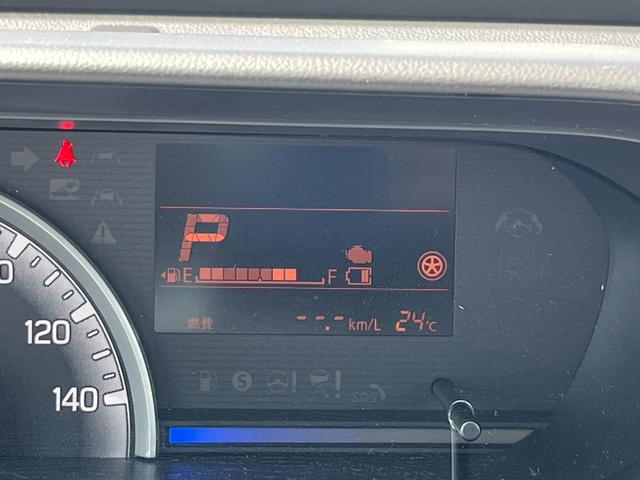 P
E F
燃費 --.- km/L 24℃
120
140
S
SOS